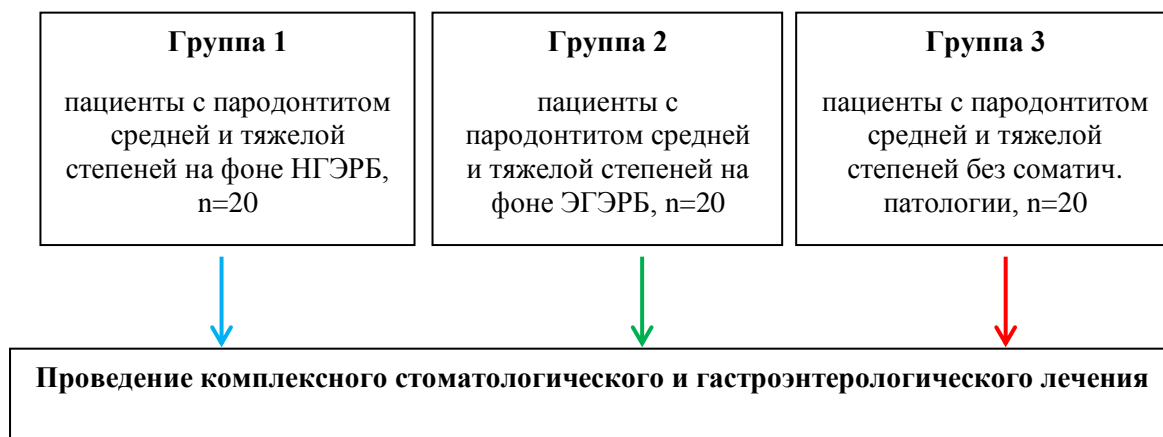 Группа 1
пациенты с пародонтитом
средней и тяжелой
степеней на фоне НГЭРБ,
n=20
Группа 2
пациенты с
пародонтитом средней
и тяжелой степеней на
фоне ЭГЭРБ, n=20
Группа 3
пациенты с пародонтитом
средней и тяжелой
степеней без соматич.
патологии, n=20
Проведение комплексного стоматологического и гастроэнтерологического лечения